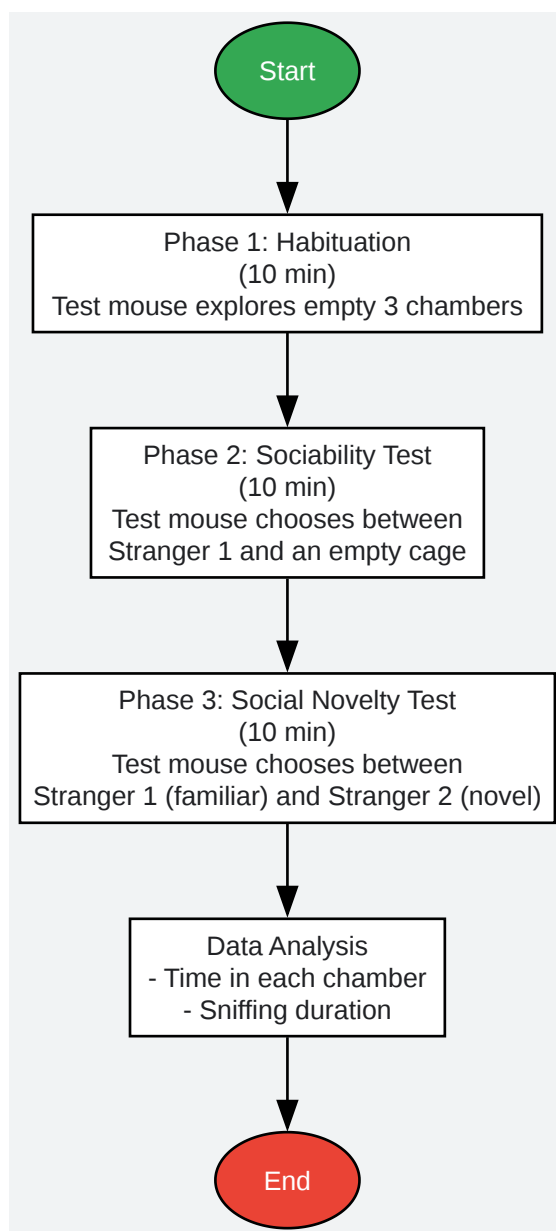 Start
Phase 1: Habituation
(10 min)
Test mouse explores empty 3 chambers
Phase 2: Sociability Test
(10 min)
Test mouse chooses between
Stranger 1 and an empty cage
Phase 3: Social Novelty Test
(10 min)
Test mouse chooses between
Stranger 1 (familiar) and Stranger 2 (novel)
Data Analysis
- Time in each chamber
- Sniffing duration
End